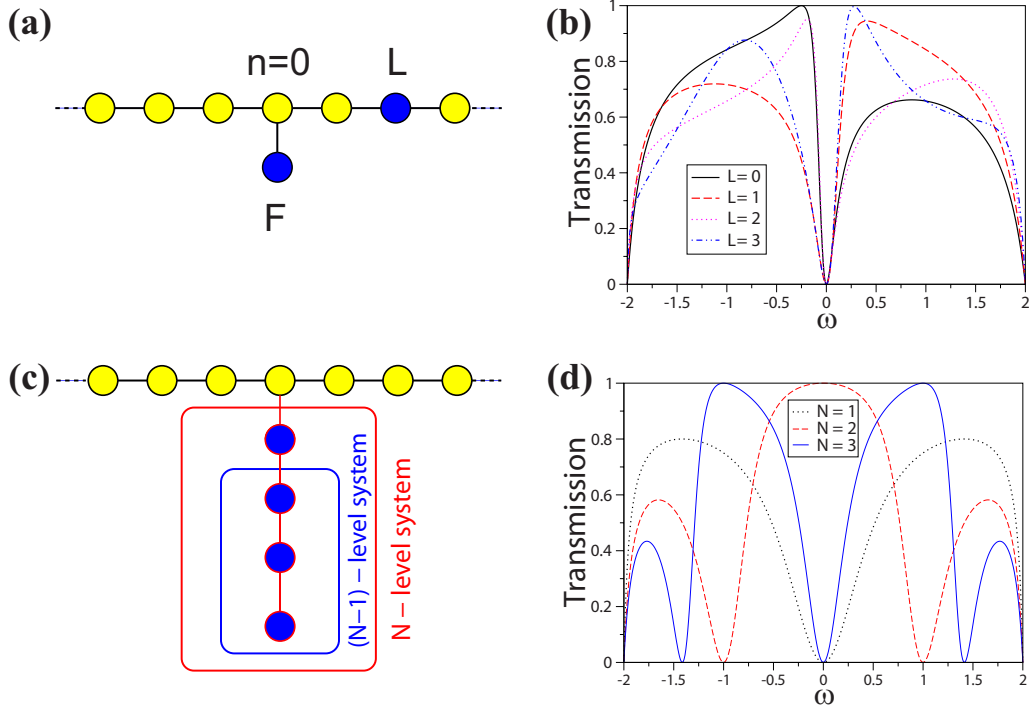 (a)
n=0
L
F
(b)
Transmission
1
0.8
0.6
0.4
0.2
0
L= 0
L= 1
L= 2
L= 3
-2
-1.5
-1
-0.5
0
0.5
1
1.5
2
ω
(c)
(N−1) − level system
N − level system
(d)
Transmission
1
0.8
0.6
0.4
0.2
0
N = 1
N = 2
N = 3
-2
-1.5
-1
-0.5
0
0.5
1
1.5
2
ω